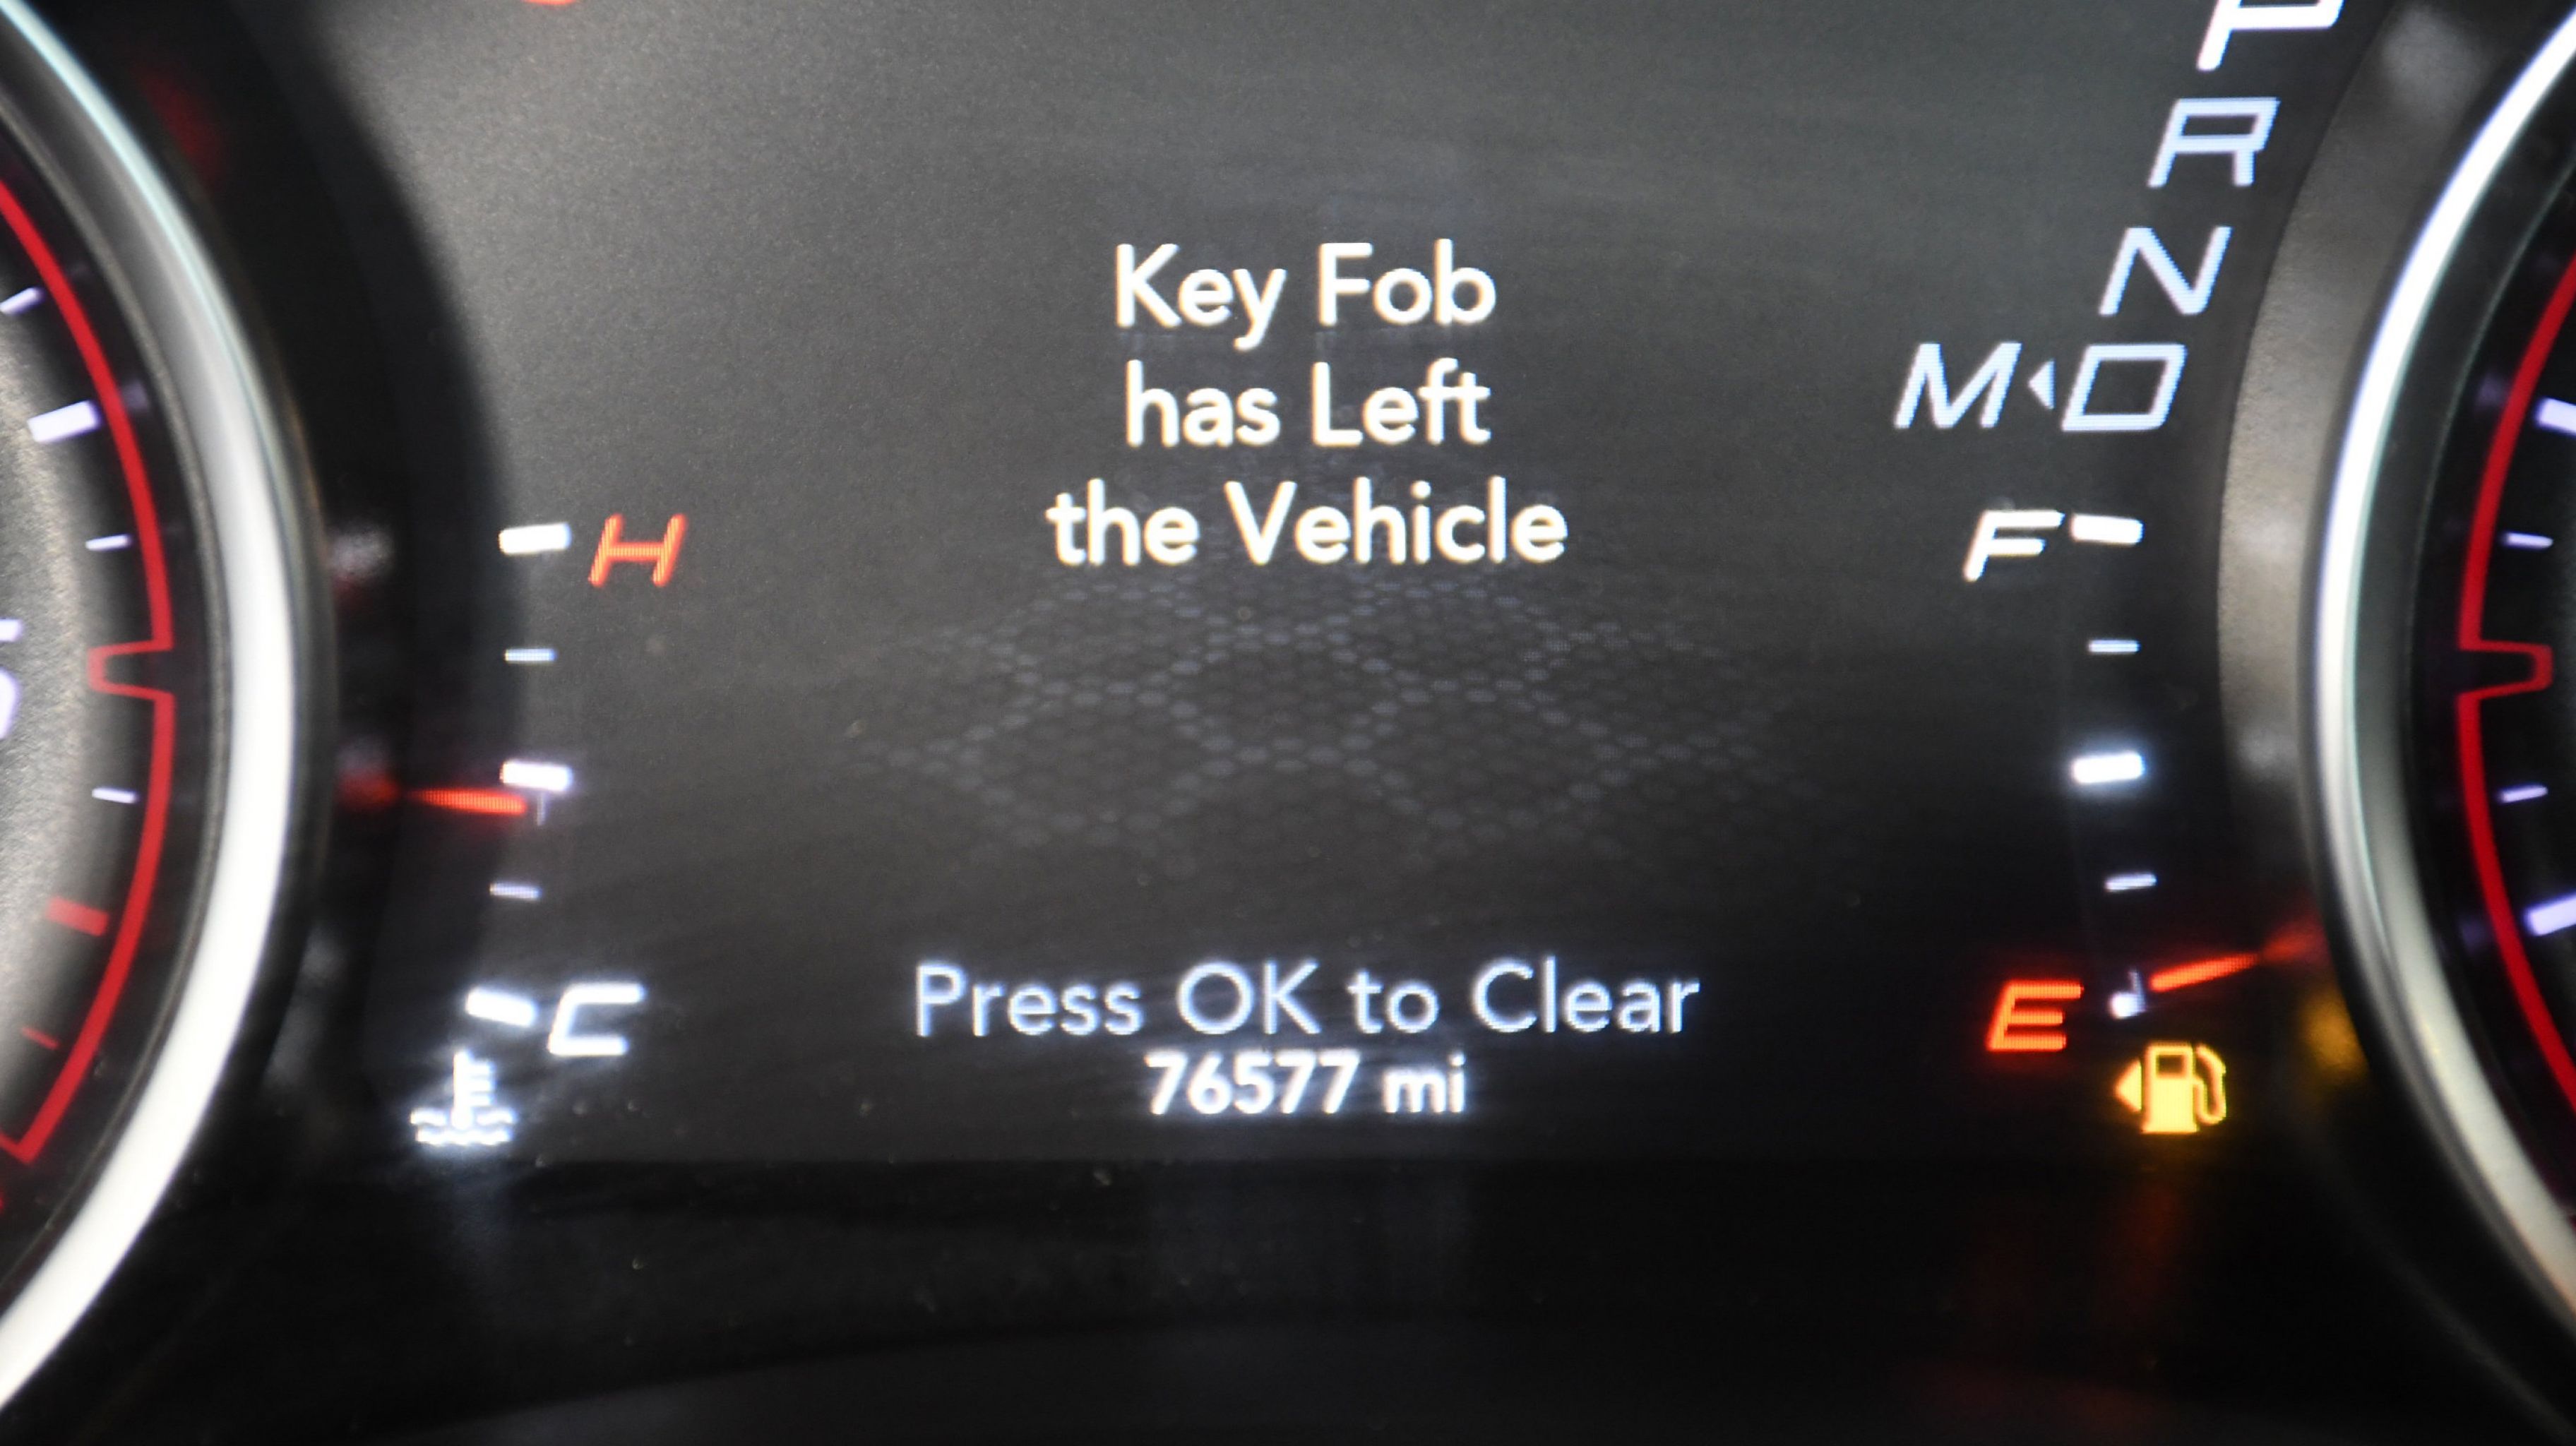 P
R
N
M D
Key Fob
has Left
the Vehicle
H
F
C
E
Press OK to Clear
76577 mi